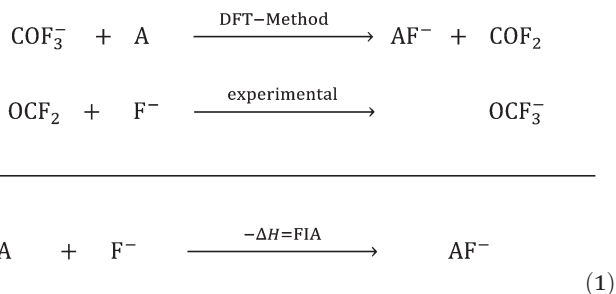 DFT−Method
COF₃⁻ + A ⟶ AF⁻ + COF₂
experimental
OCF₂ + F⁻ ⟶ OCF₃⁻
−ΔH=FIA
A + F⁻ ⟶ AF⁻
(1)